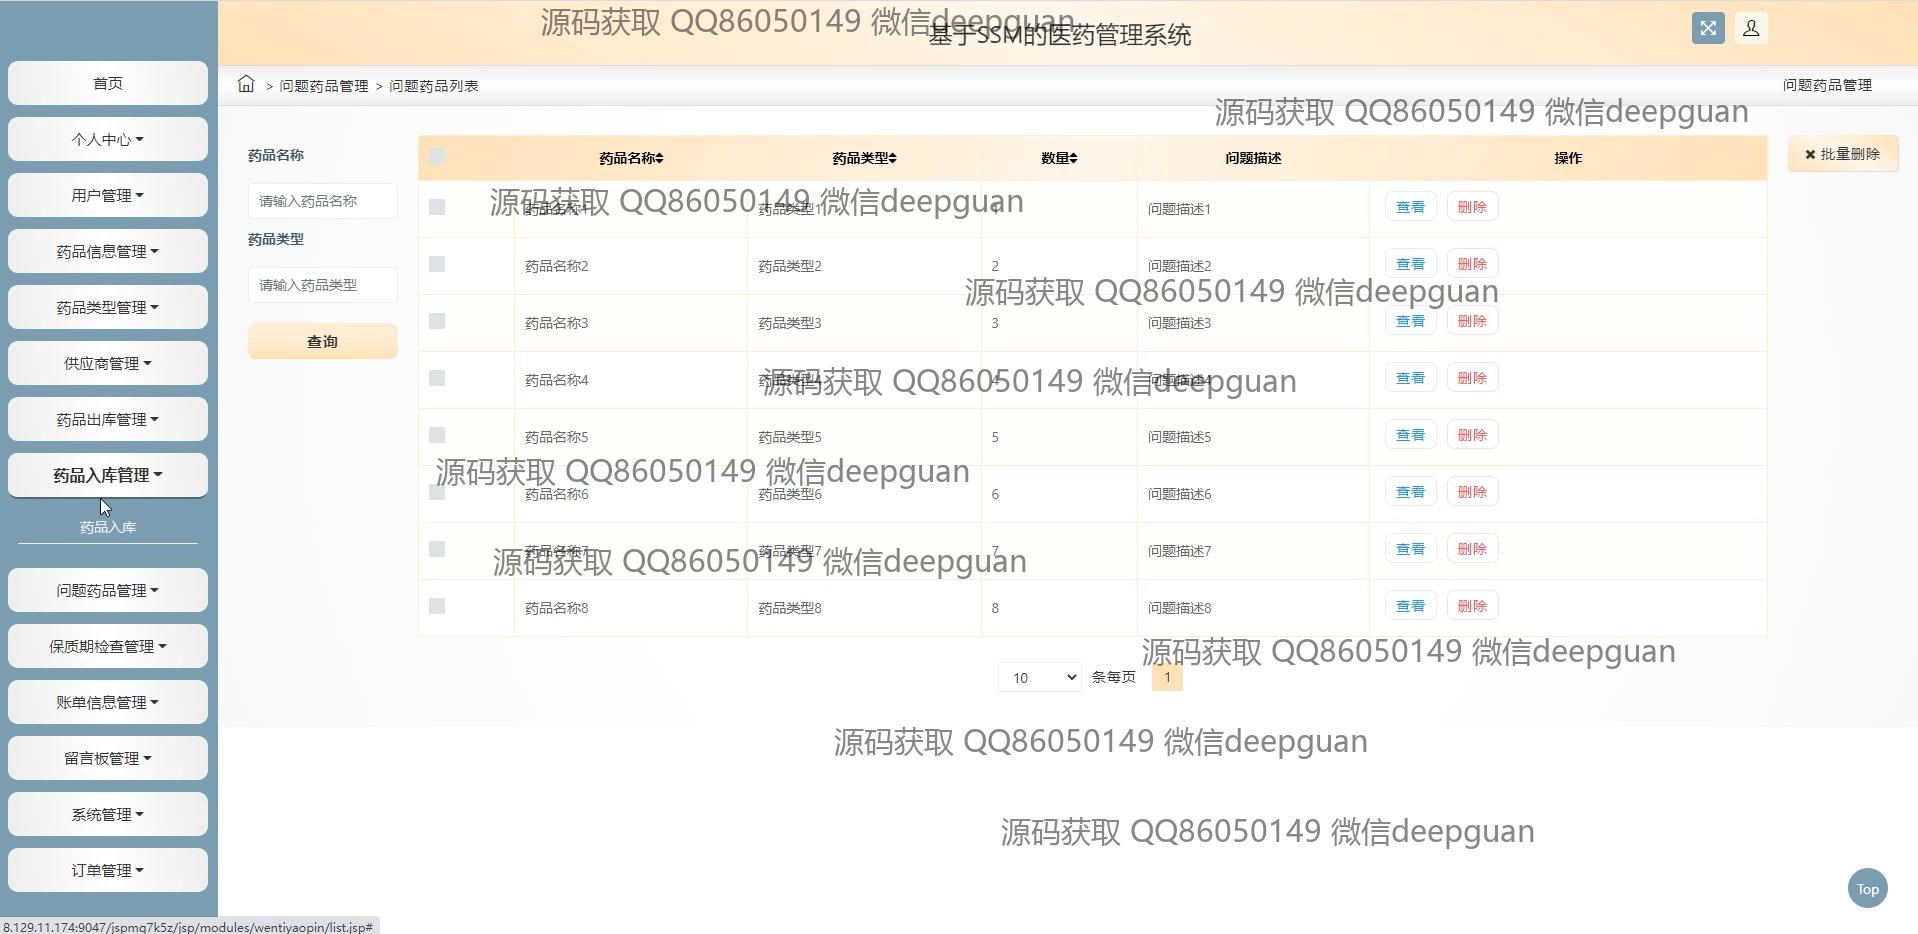 源码获取 QQ86050149 微信deepguan
基于SSM的医药管理系统
首页
个人中心
用户管理
药品信息管理
药品类型管理
供应商管理
药品出库管理
药品入库管理
药品入库
问题药品管理
保质期检查管理
账单信息管理
留言板管理
系统管理
订单管理
> 问题药品管理 > 问题药品列表
问题药品管理
源码获取 QQ86050149 微信deepguan
药品名称
请输入药品名称
药品类型
请输入药品类型
查询
药品名称 药品类型 数量 问题描述 操作
批量删除
源码获取 QQ86050149 微信deepguan
药品名称1 药品类型1 1 问题描述1 查看 删除
药品名称2 药品类型2 2 问题描述2 查看 删除
源码获取 QQ86050149 微信deepguan
药品名称3 药品类型3 3 问题描述3 查看 删除
药品名称4 药品类型4 4 问题描述4 查看 删除
源码获取 QQ86050149 微信deepguan
药品名称5 药品类型5 5 问题描述5 查看 删除
源码获取 QQ86050149 微信deepguan
药品名称6 药品类型6 6 问题描述6 查看 删除
药品名称7 药品类型7 7 问题描述7 查看 删除
源码获取 QQ86050149 微信deepguan
药品名称8 药品类型8 8 问题描述8 查看 删除
源码获取 QQ86050149 微信deepguan
10 条每页 1
源码获取 QQ86050149 微信deepguan
源码获取 QQ86050149 微信deepguan
Top
8.129.11.174:9047/jspmq7k5z/jsp/modules/wentiyaopin/list.jsp#